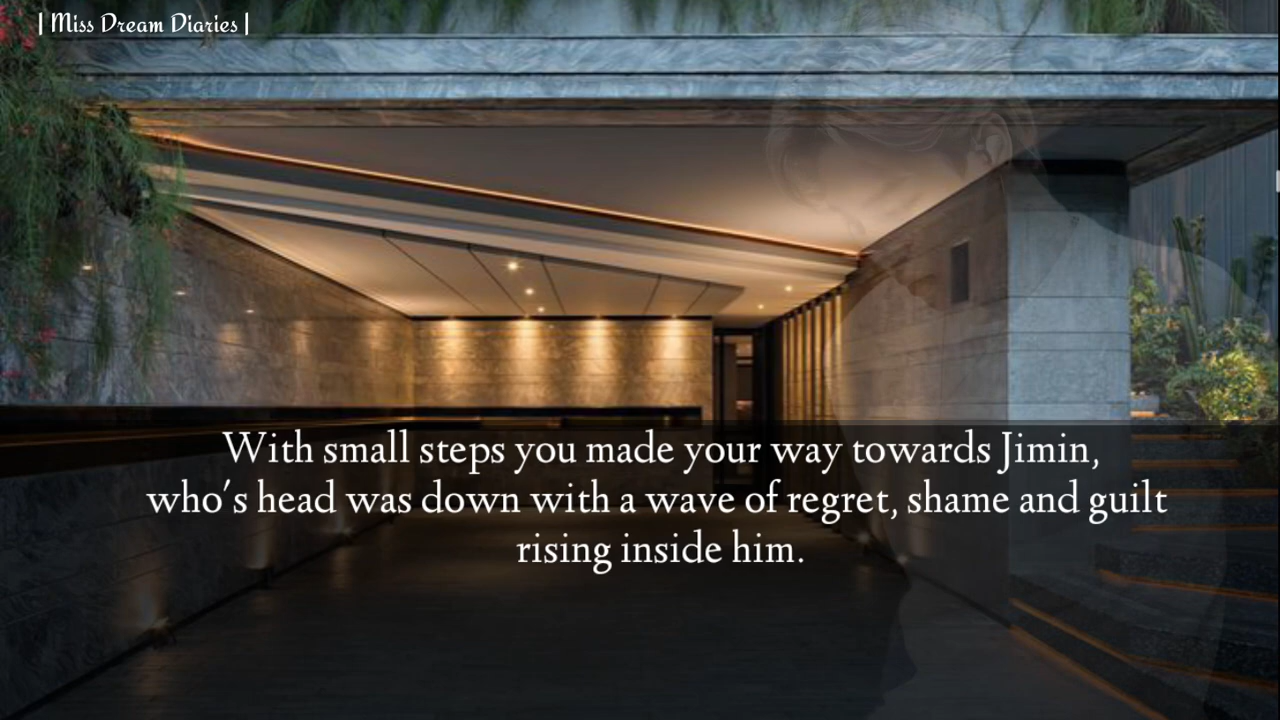 | Miss Dream Diaries |
With small steps you made your way towards Jimin,
who's head was down with a wave of regret, shame and guilt
rising inside him.